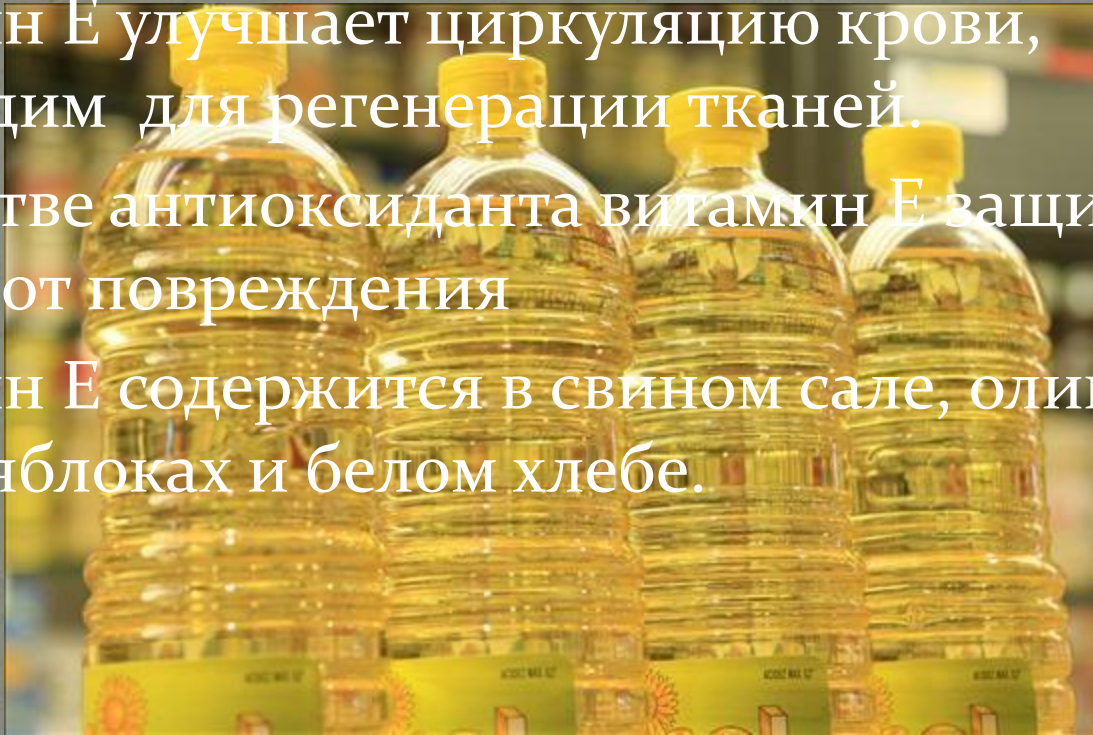 н Е улучшает циркуляцию крови,
дим для регенерации тканей.
тве антиоксиданта витамин Е защи
от повреждения
н Е содержится в свином сале, оли
яблоках и белом хлебе.